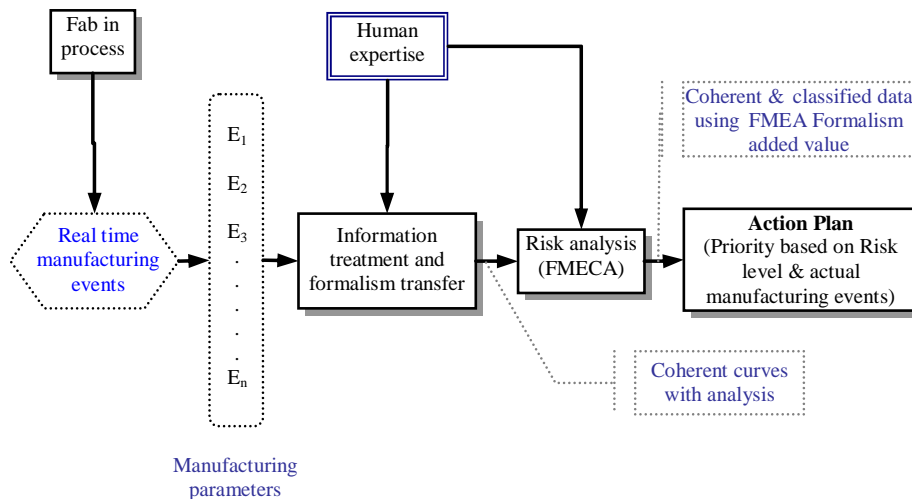 Fab in
process
Human
expertise
Coherent & classified data
using FMEA Formalism
added value
E1
E2
E3
.
.
.
.
.
En
Real time
manufacturing
events
Information
treatment and
formalism transfer
Risk analysis
(FMECA)
Action Plan
(Priority based on Risk
level & actual
manufacturing events)
Coherent curves
with analysis
Manufacturing
parameters